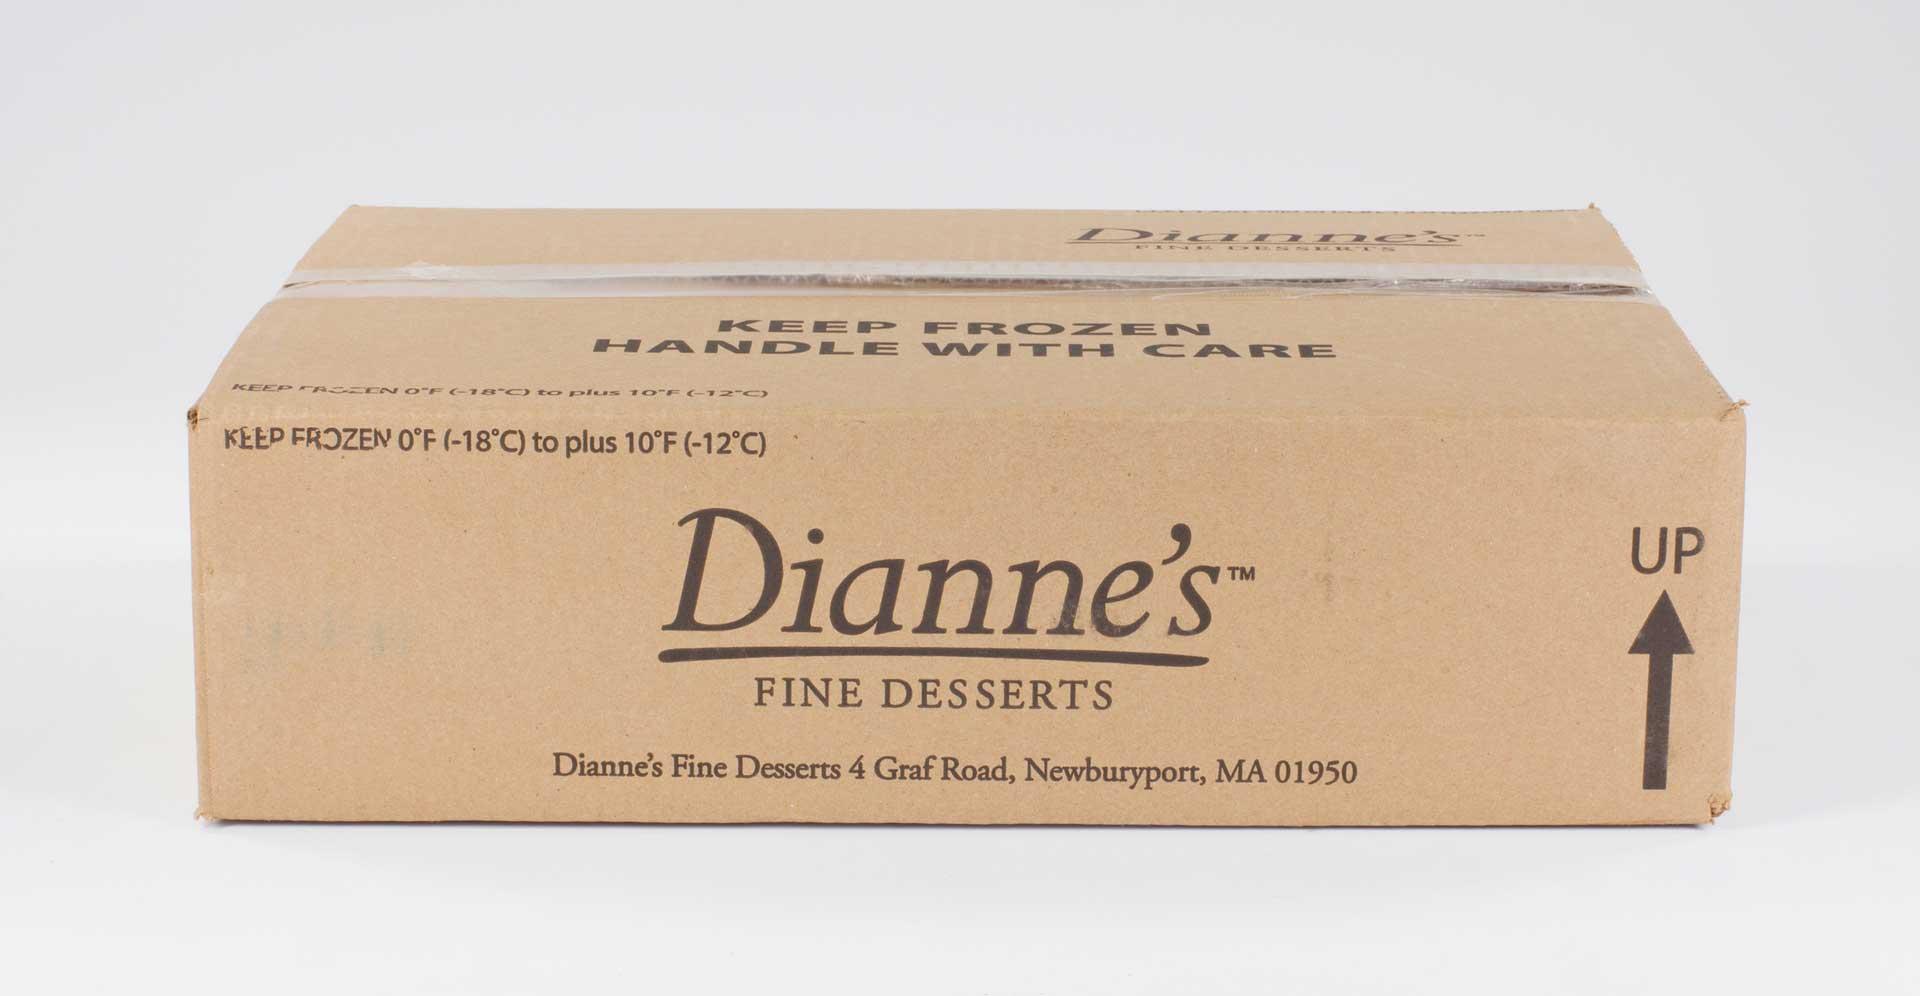 Dianne's™
FINE DESSERTS
KEEP FROZEN
HANDLE WITH CARE
KEEP FROZEN 0°F (-18°C) to plus 10°F (-12°C)
KEEP FROZEN 0°F (-18°C) to plus 10°F (-12°C)
Dianne's™
FINE DESSERTS
Dianne's Fine Desserts 4 Graf Road, Newburyport, MA 01950
UP